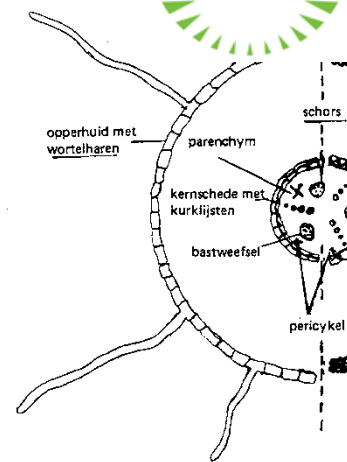 schors
opperhuid met
wortelharen
parenchym
kernschede met
kurklijsten
bastweefsel
pericykel